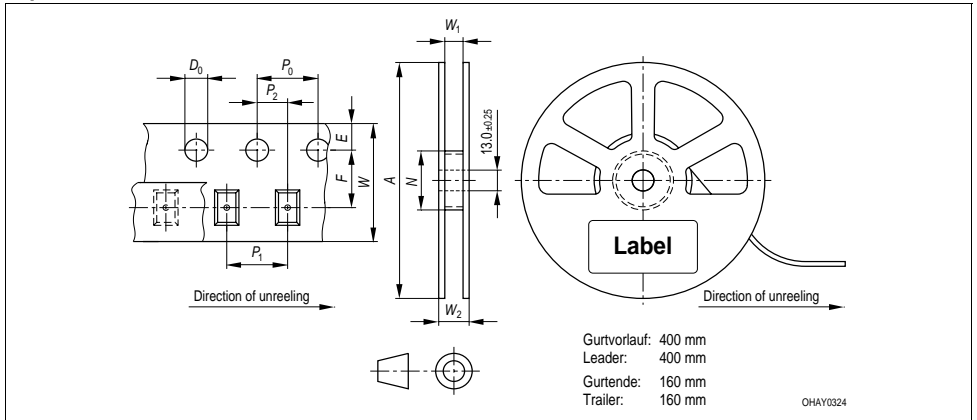 D0
P0
P2
E
F
W
P1
Direction of unreeling
W1
A
N
13.0±0.25
W2
Label
Direction of unreeling
Gurtvorlauf: 400 mm
Leader: 400 mm
Gurtende: 160 mm
Trailer: 160 mm
OHAY0324